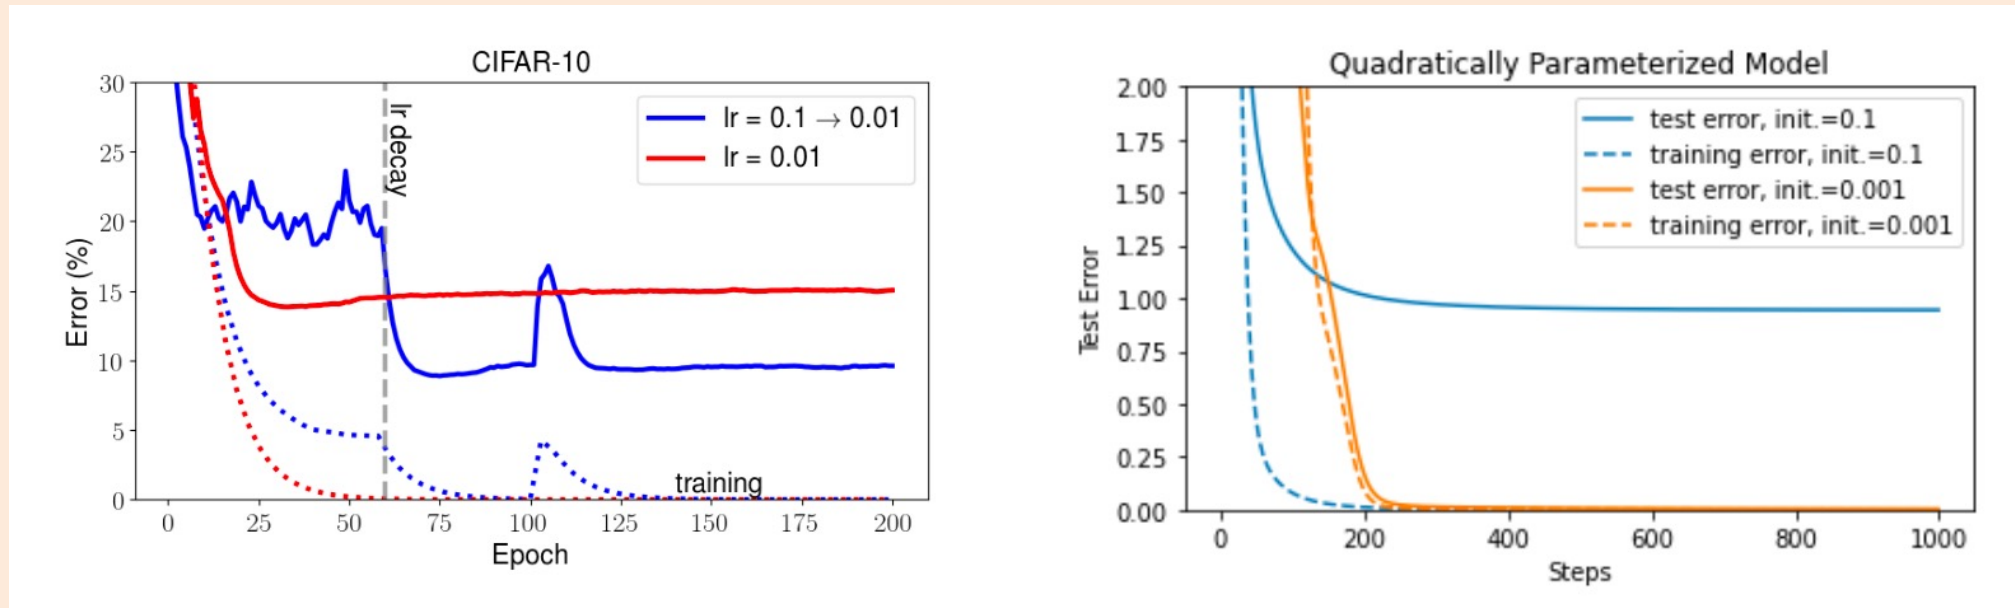 CIFAR-10
30
25
20
15
10
5
0
Error (%)
lr decay
lr = 0.1 → 0.01
lr = 0.01
training
0 25 50 75 100 125 150 175 200
Epoch
Quadratically Parameterized Model
2.00
1.75
1.50
1.25
1.00
0.75
0.50
0.25
0.00
Test Error
test error, init.=0.1
training error, init.=0.1
test error, init.=0.001
training error, init.=0.001
0 200 400 600 800 1000
Steps